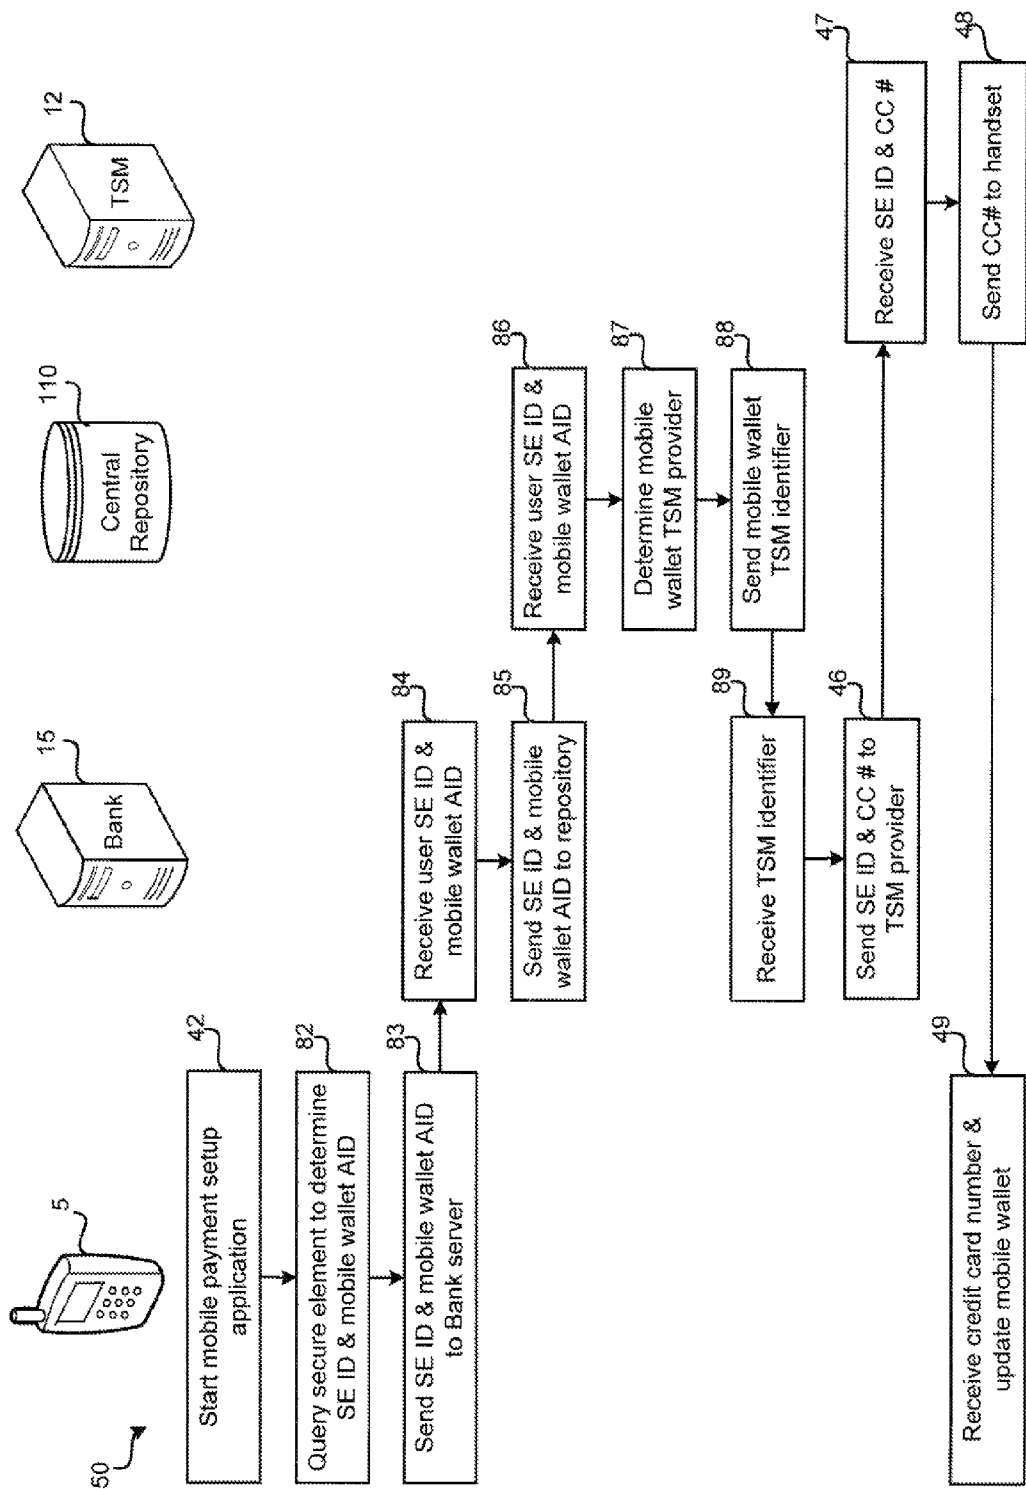 50
5
15
110
12
Bank
Central
Repository
TSM
42
Start mobile payment setup
application
82
Query secure element to determine
SE ID & mobile wallet AID
83
Send SE ID & mobile wallet AID
to Bank server
84
Receive user SE ID &
mobile wallet AID
85
Send SE ID & mobile
wallet AID to repository
86
Receive user SE ID &
mobile wallet AID
87
Determine mobile
wallet TSM provider
88
Send mobile wallet
TSM identifier
89
Receive TSM identifier
46
Send SE ID & CC # to
TSM provider
47
Receive SE ID & CC #
48
Send CC# to handset
49
Receive credit card number &
update mobile wallet